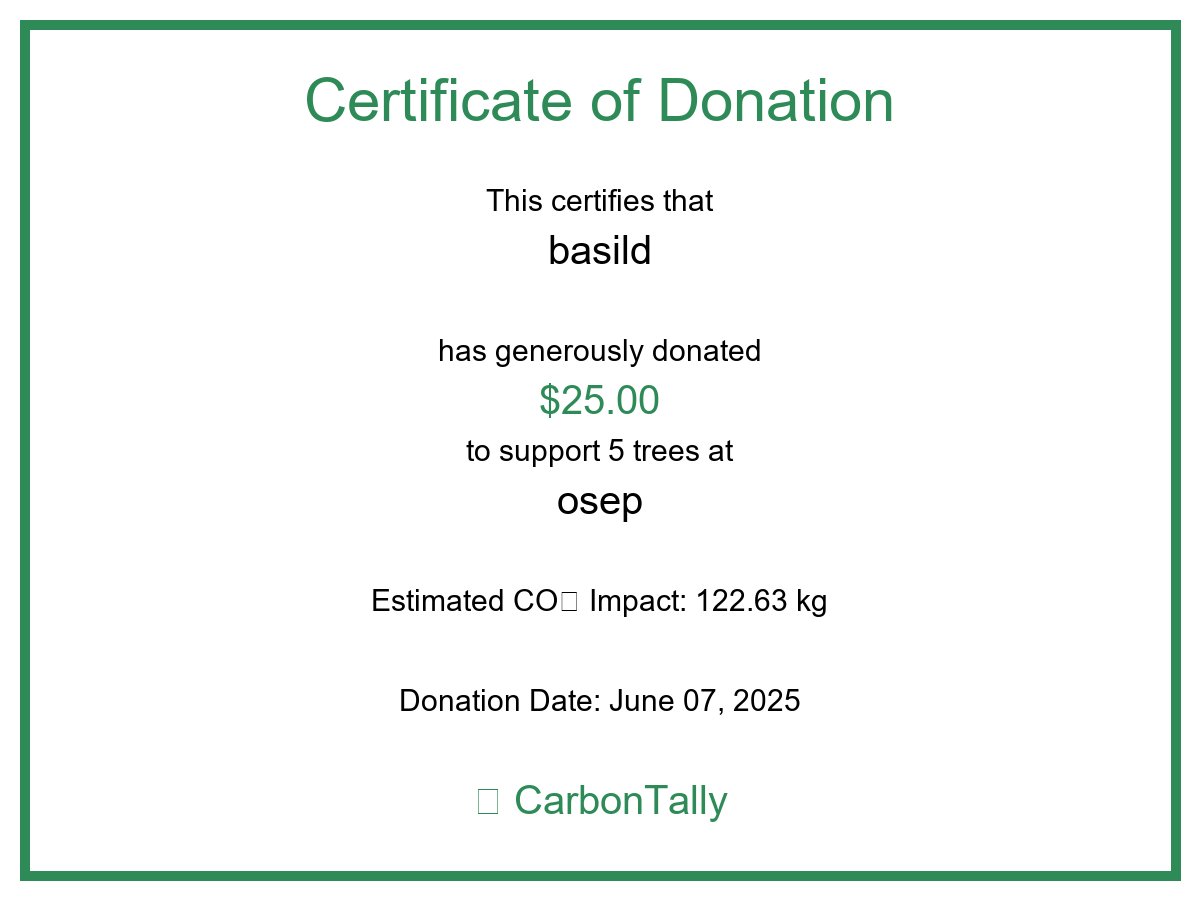 Certificate of Donation
This certifies that
basild
has generously donated
$25.00
to support 5 trees at
osep
Estimated CO□ Impact: 122.63 kg
Donation Date: June 07, 2025
□ CarbonTally